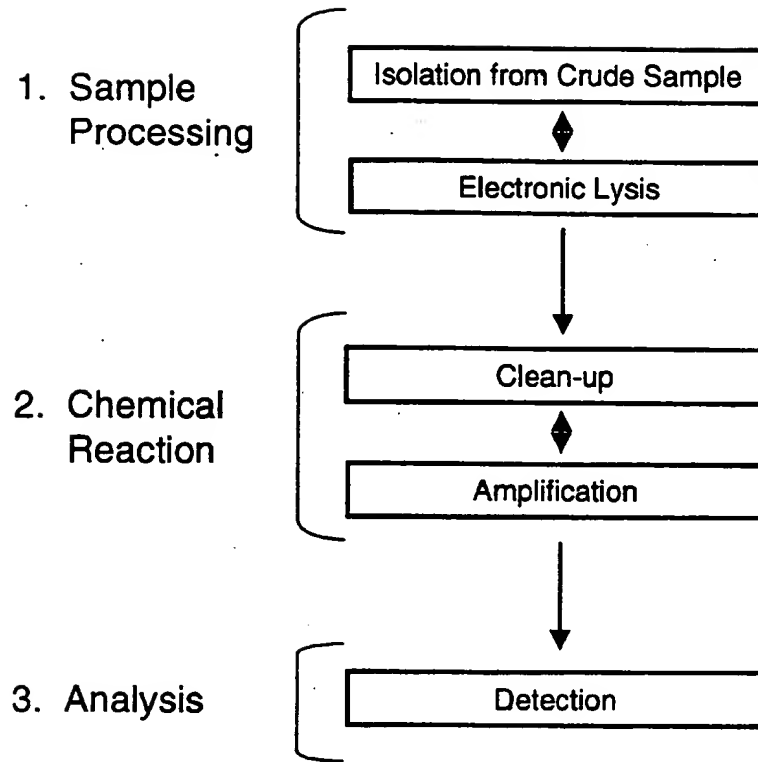 1. Sample
Processing
Isolation from Crude Sample
Electronic Lysis
2. Chemical
Reaction
Clean-up
Amplification
3. Analysis
Detection